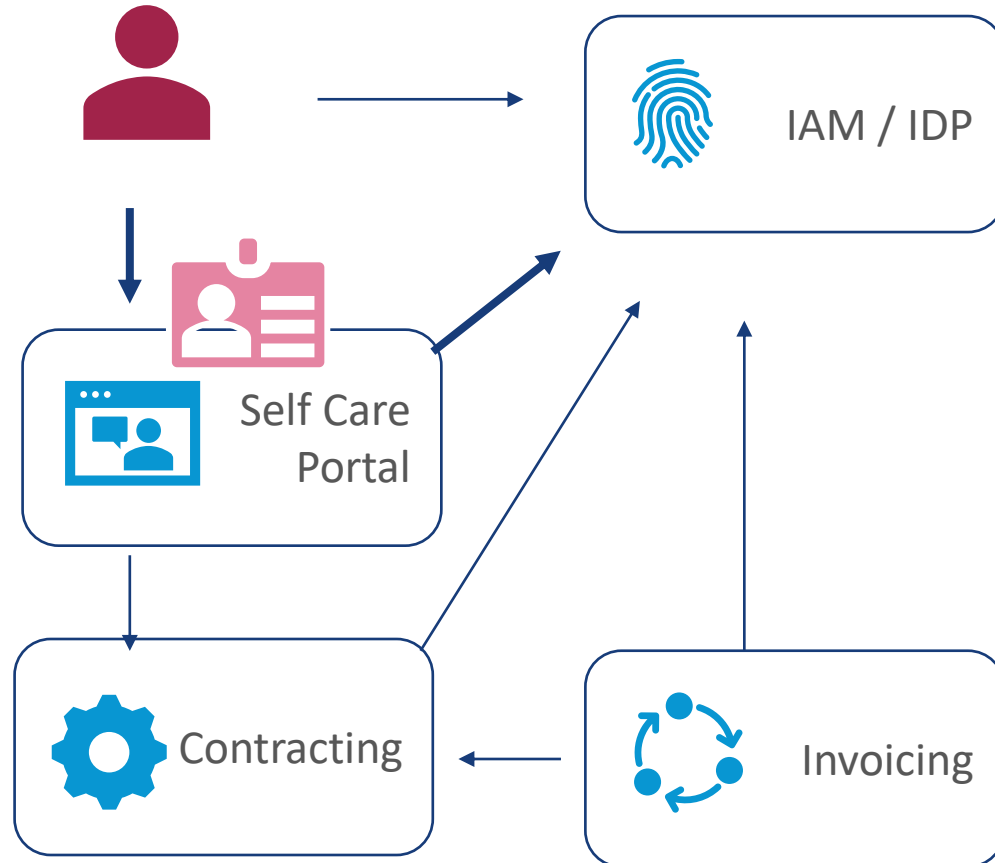 IAM / IDP
Self Care
Portal
Contracting
Invoicing